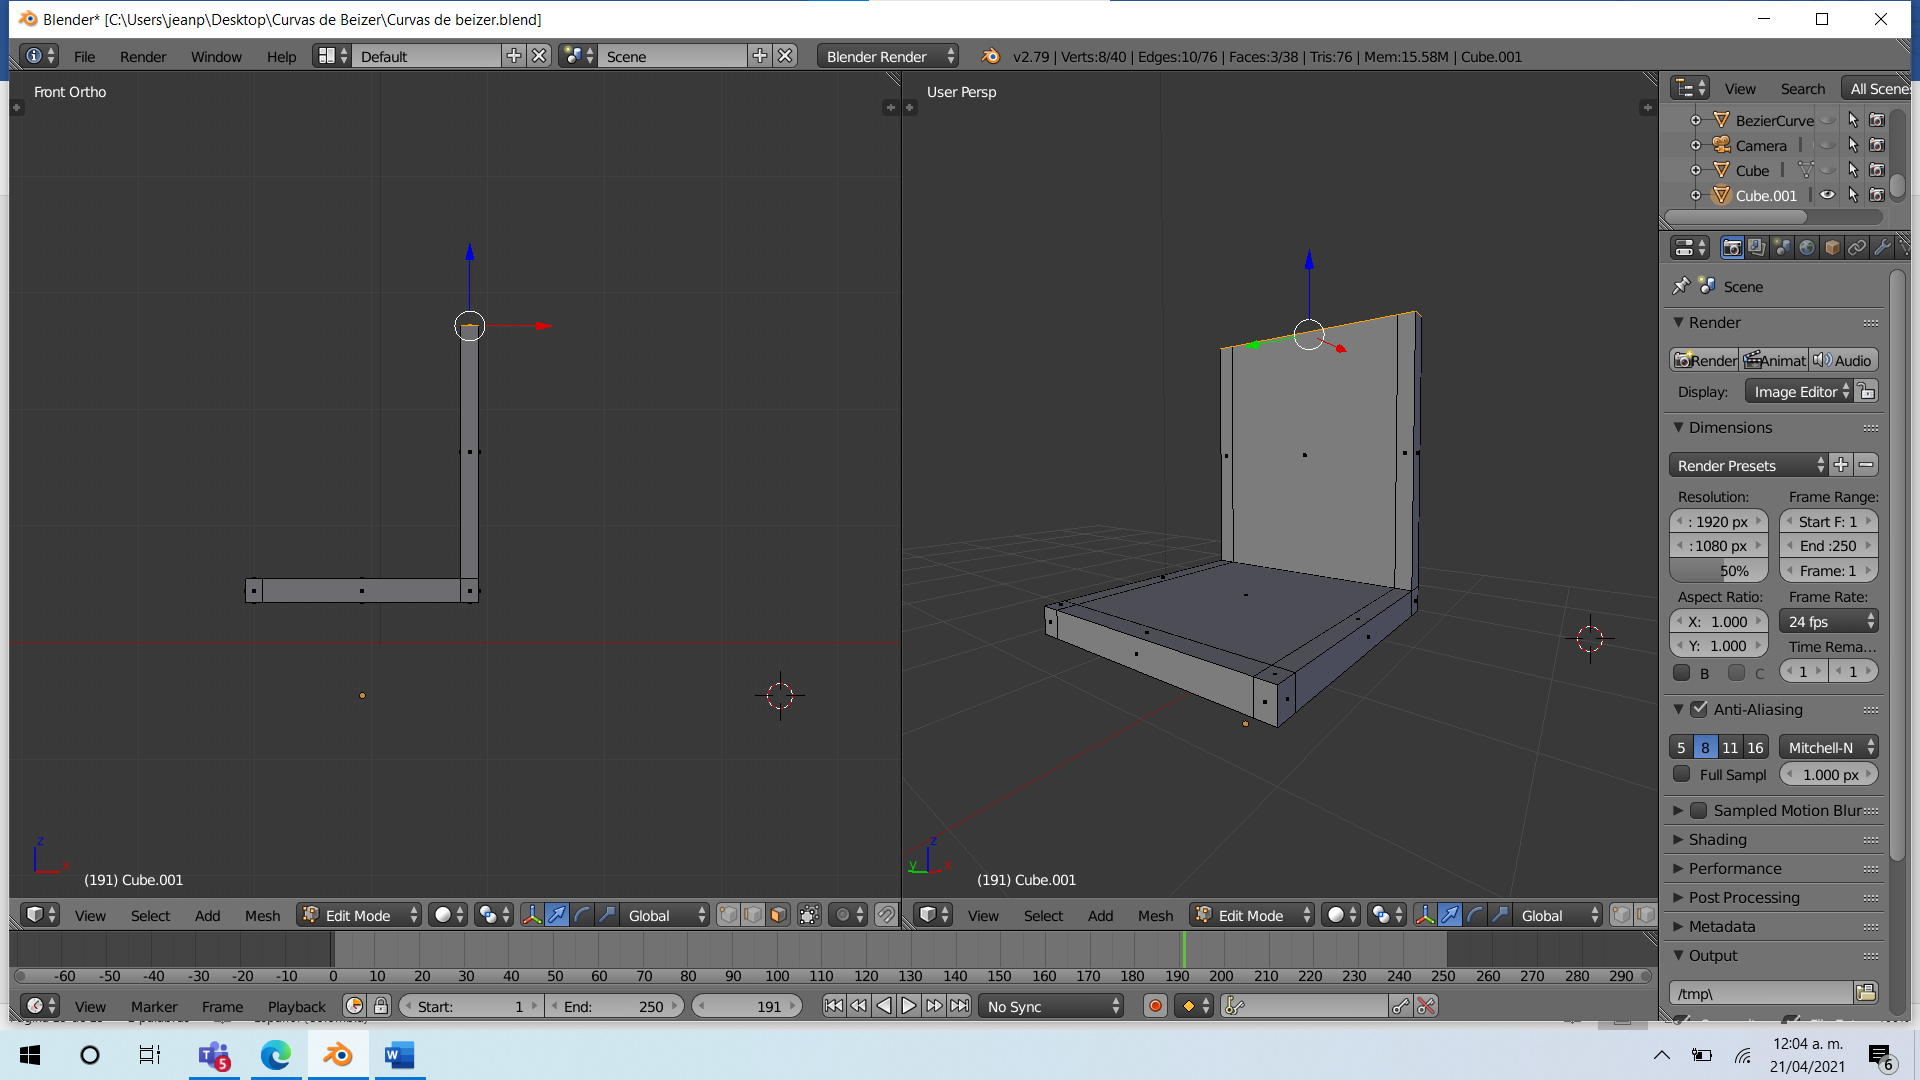 Blender* [C:\Users\jeanp\Desktop\Curvas de Beizer\Curvas de beizer.blend]
File Render Window Help Default Scene Blender Render v2.79 | Verts:8/40 | Edges:10/76 | Faces:3/38 | Tris:76 | Mem:15.58M | Cube.001
Front Ortho
User Persp
View Search All Scenes
BezierCurve
Camera
Cube
Cube.001
Scene
Render
Render Animat Audio
Display: Image Editor
Dimensions
Render Presets
Resolution: Frame Range:
: 1920 px Start F: 1
: 1080 px End :250
50% Frame: 1
Aspect Ratio: Frame Rate:
X: 1.000 24 fps
Y: 1.000 Time Rema...
B C 1 1
Anti-Aliasing
5 8 11 16 Mitchell-N
Full Sampl 1.000 px
Sampled Motion Blur
Shading
Performance
Post Processing
Metadata
Output
/tmp\
z
x
(191) Cube.001
z
y x
(191) Cube.001
View Select Add Mesh Edit Mode Global
View Select Add Mesh Edit Mode Global
-60 -50 -40 -30 -20 -10 0 10 20 30 40 50 60 70 80 90 100 110 120 130 140 150 160 170 180 190 200 210 220 230 240 250 260 270 280 290
View Marker Frame Playback Start: 1 End: 250 191 No Sync
5
12:04 a. m.
21/04/2021
6